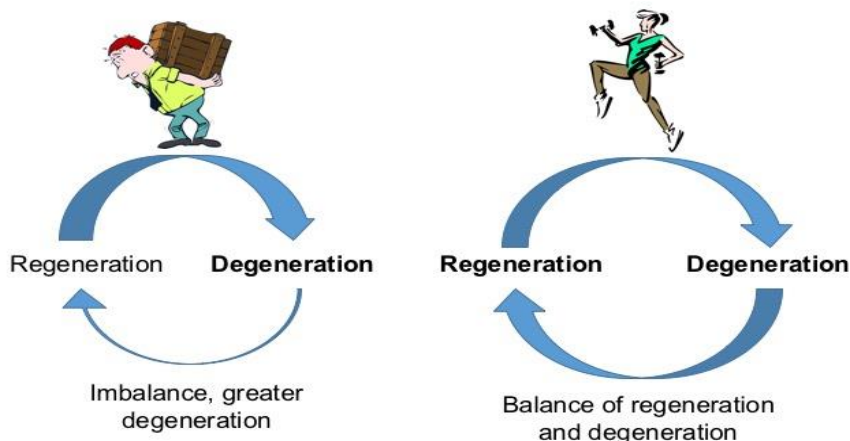 Regeneration Degeneration
Imbalance, greater
degeneration
Regeneration Degeneration
Balance of regeneration
and degeneration